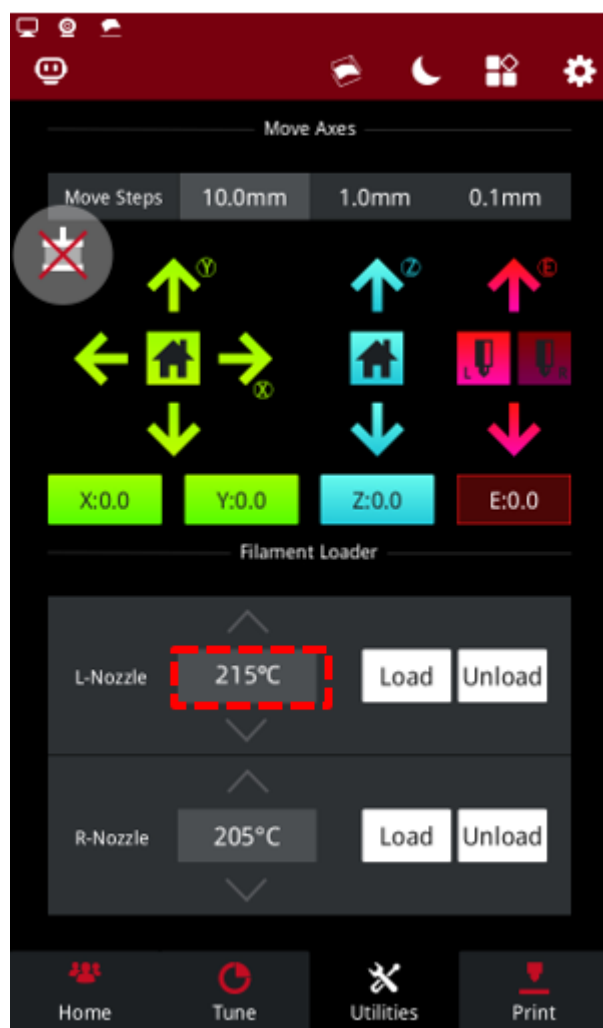 Move Axes
Move Steps 10.0mm 1.0mm 0.1mm
Y Z E
L R
X
X:0.0 Y:0.0 Z:0.0 E:0.0
Filament Loader
L-Nozzle 215℃ Load Unload
R-Nozzle 205°C Load Unload
Home Tune Utilities Print